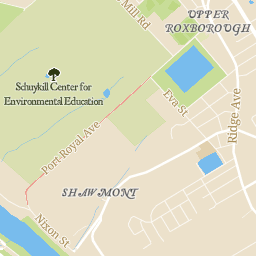 Mill Rd
UPPER
ROXBOROUGH
Schuylkill Center for
Environmental Education
Eva St
Ridge Ave
Port Royal Ave
SHAWMONT
Nixon St